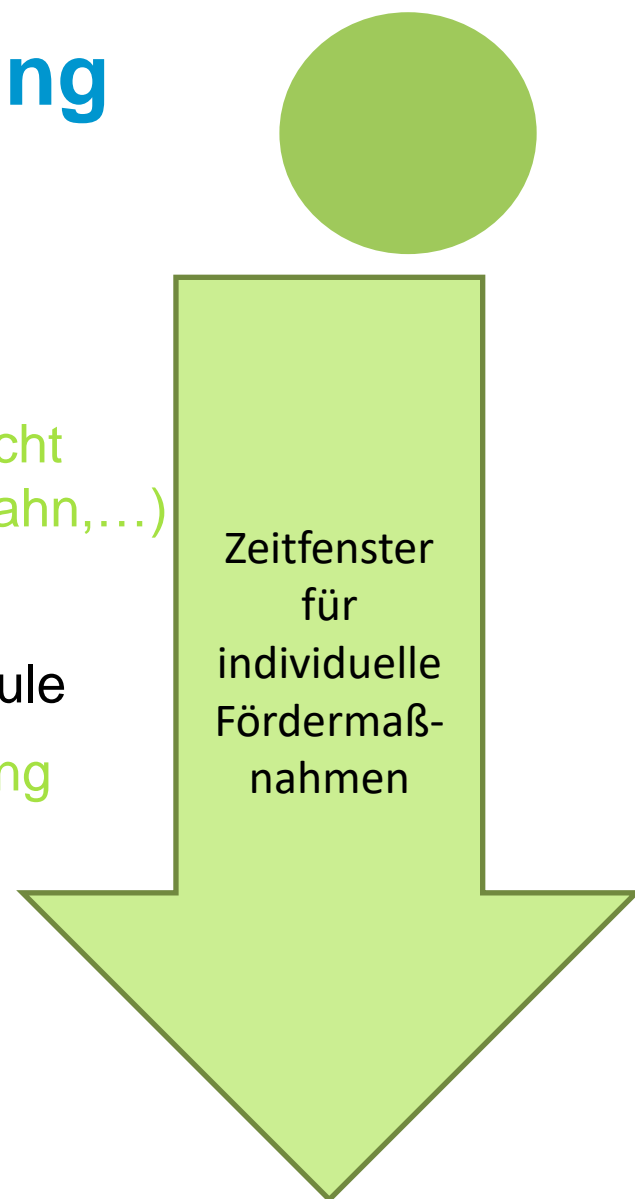 ng
cht
ahn,…)
Zeitfenster
für
individuelle
Fördermaß-
nahmen
ule
ng